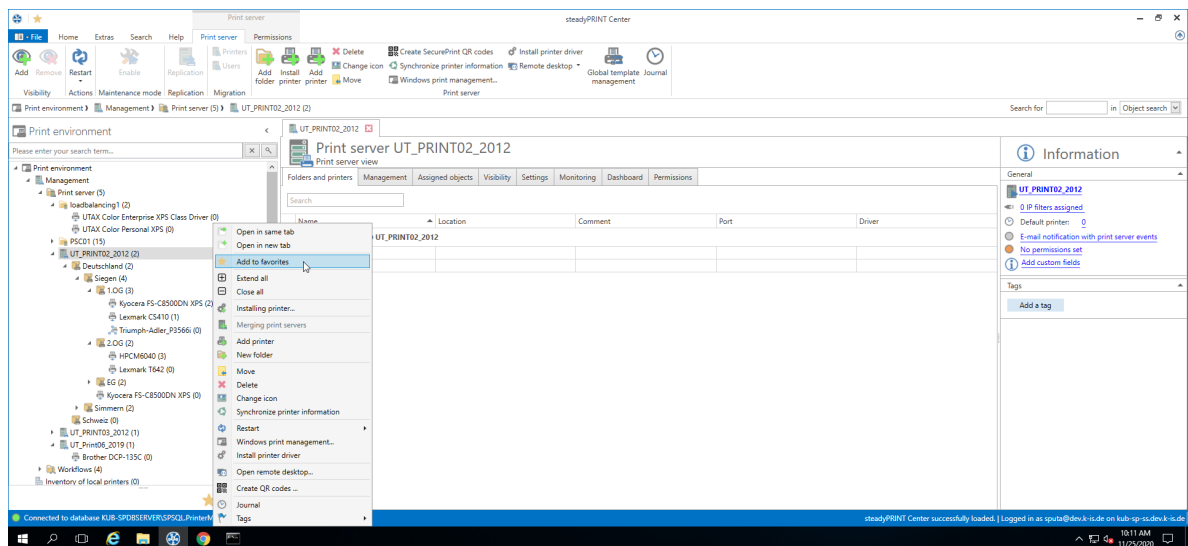 Print server
steadyPRINT Center
File Home Extras Search Help Print server Permissions
Add Remove Restart Enable Replication Printers Users Add folder Install printer Add printer Delete Change icon Move Create SecurePrint QR codes Synchronize printer information Windows print management... Install printer driver Remote desktop Global template management Journal
Visibility Actions Maintenance mode Replication Migration Print server
Print environment Management Print server (5) UT_PRINT02_2012 (2)
Search for in Object search
Print environment
Please enter your search term...
Print environment
Management
Print server (5)
loadbalancing1 (2)
UTAX Color Enterprise XPS Class Driver (0)
UTAX Color Personal XPS (0)
PSC01 (15)
UT_PRINT02_2012 (2)
Deutschland (2)
Siegen (4)
1.OG (3)
Kyocera FS-C8500DN XPS (2)
Lexmark CS410 (1)
Triumph-Adler_P3566i (0)
2.OG (2)
HPCM6040 (3)
Lexmark T642 (0)
EG (2)
Kyocera FS-C8500DN XPS (0)
Simmern (2)
Schweiz (0)
UT_PRINT03_2012 (1)
UT_Print06_2019 (1)
Brother DCP-135C (0)
Workflows (4)
Inventory of local printers (0)
Open in same tab
Open in new tab
Add to favorites
Extend all
Close all
Installing printer...
Merging print servers
Add printer
New folder
Move
Delete
Change icon
Synchronize printer information
Restart
Windows print management...
Install printer driver
Open remote desktop...
Create QR codes ...
Journal
Tags
UT_PRINT02_2012
Print server UT_PRINT02_2012
Print server view
Folders and printers Management Assigned objects Visibility Settings Monitoring Dashboard Permissions
Search
Name Location Comment Port Driver
UT_PRINT02_2012
Information
General
UT_PRINT02_2012
0 IP filters assigned
Default printer: 0
E-mail notification with print server events
No permissions set
Add custom fields
Tags
Add a tag
Connected to database KUB-SPDBSERVER\SPSQL.PrinterM
steadyPRINT Center successfully loaded. | Logged in as sputa@dev.k-is.de on kub-sp-ss.dev.k-is.de
10:11 AM
11/25/2020